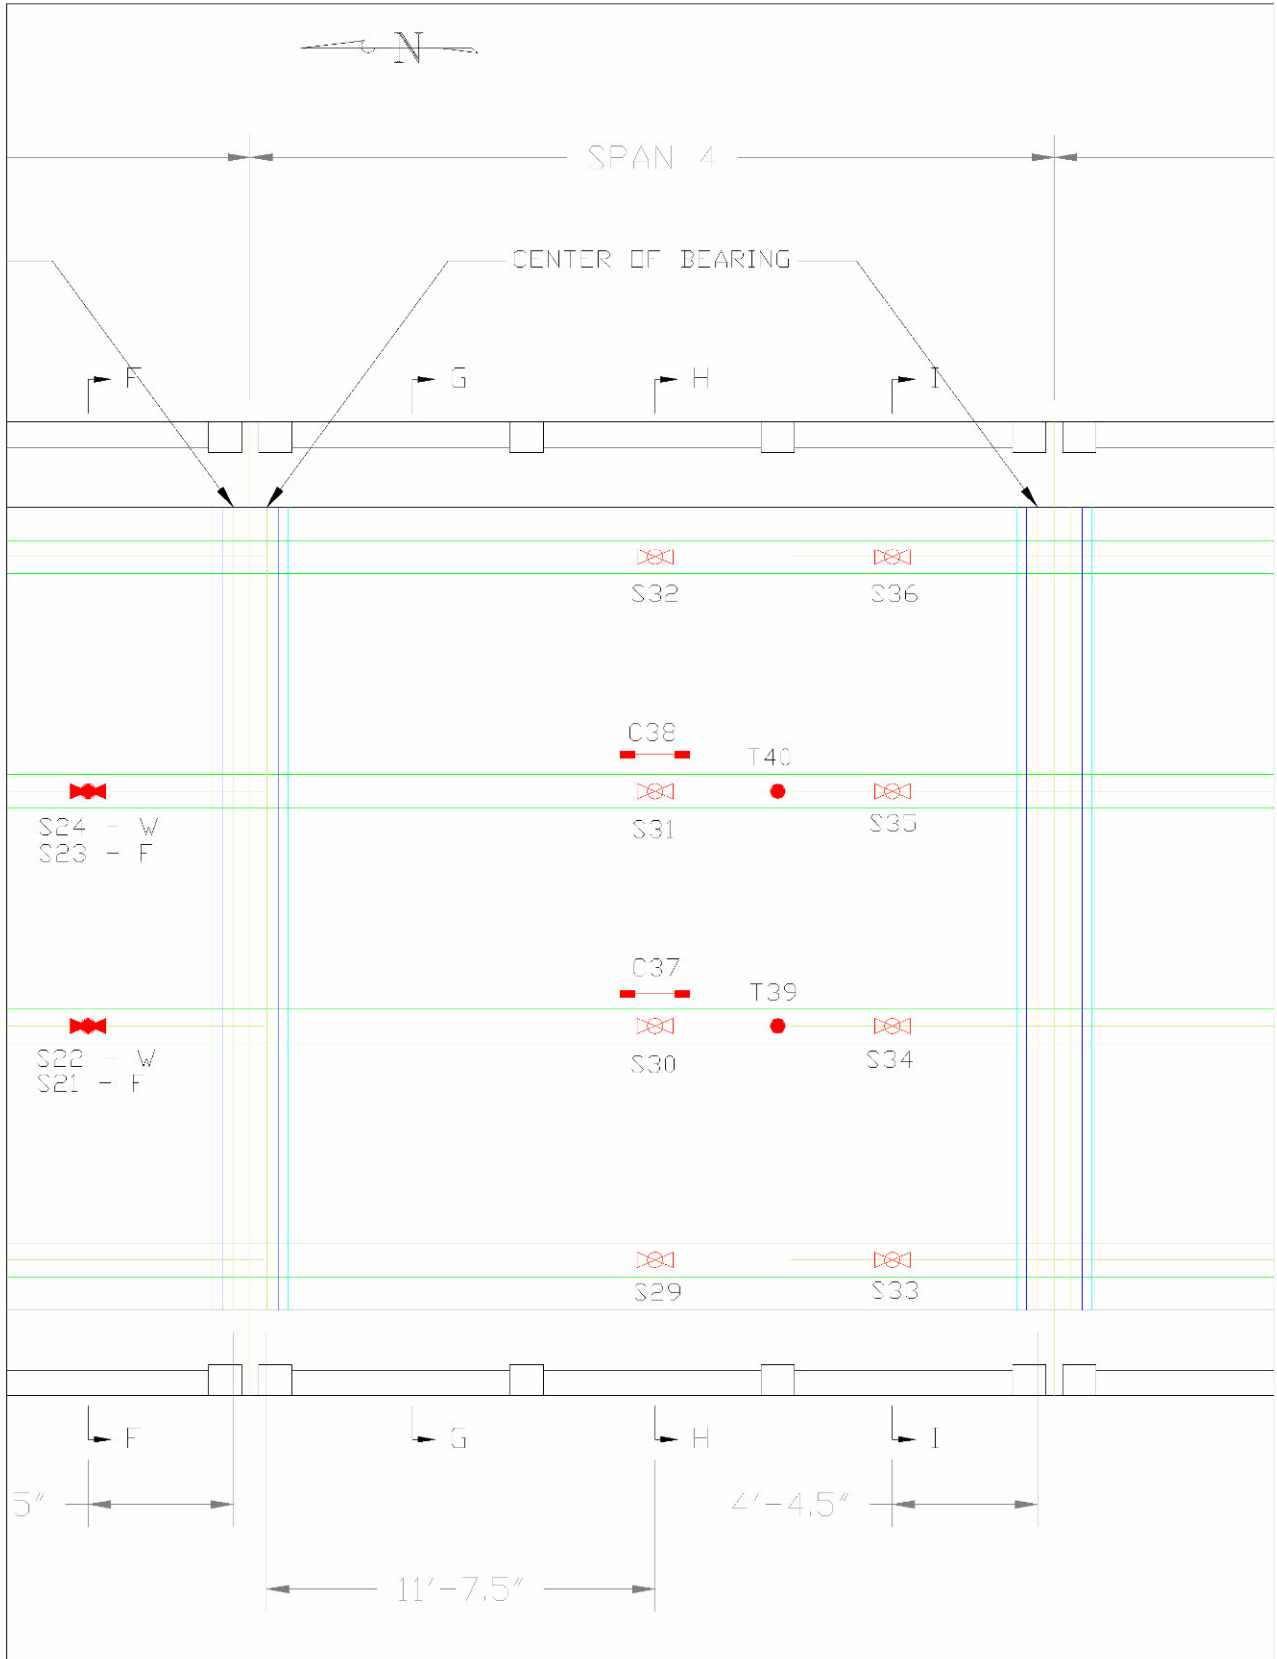 N
SPAN 4
CENTER OF BEARING
F
G
H
I
S32
S36
C38
T40
S31
S35
S24 - W
S23 - F
C37
T39
S30
S34
S22 - W
S21 - F
S29
S33
F
G
H
I
5"
4'-4.5"
11'-7.5"